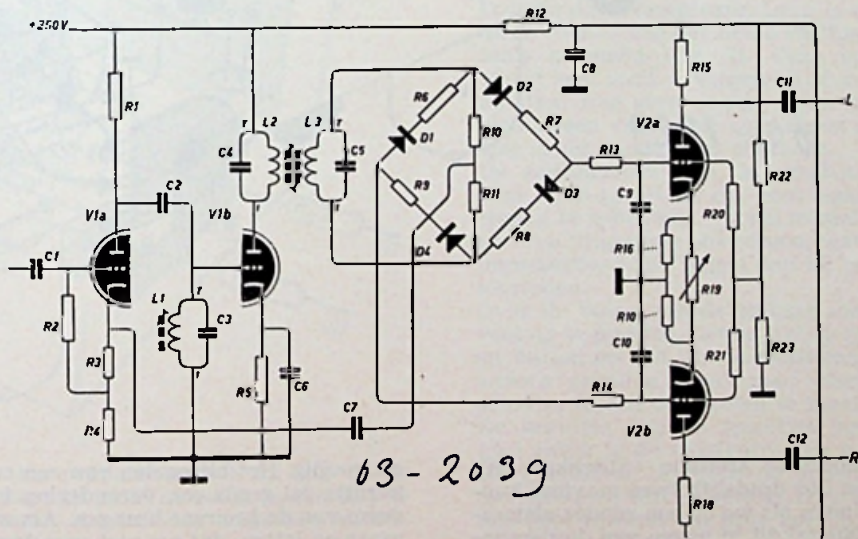 +250V
R12
C8
R1
R15
C11
L
L2
L3
T
T
C4
C5
T
T
D2
R6
R7
D1
R10
R13
V2a
R22
C2
R9
R11
D3
R20
V1a
V1b
D4
R8
C9
R16
R19
C1
L1
T
C3
T
R2
R3
R4
R5
C6
C7
R10
C10
R21
R23
R14
V2b
C12
R
R18
63-2039